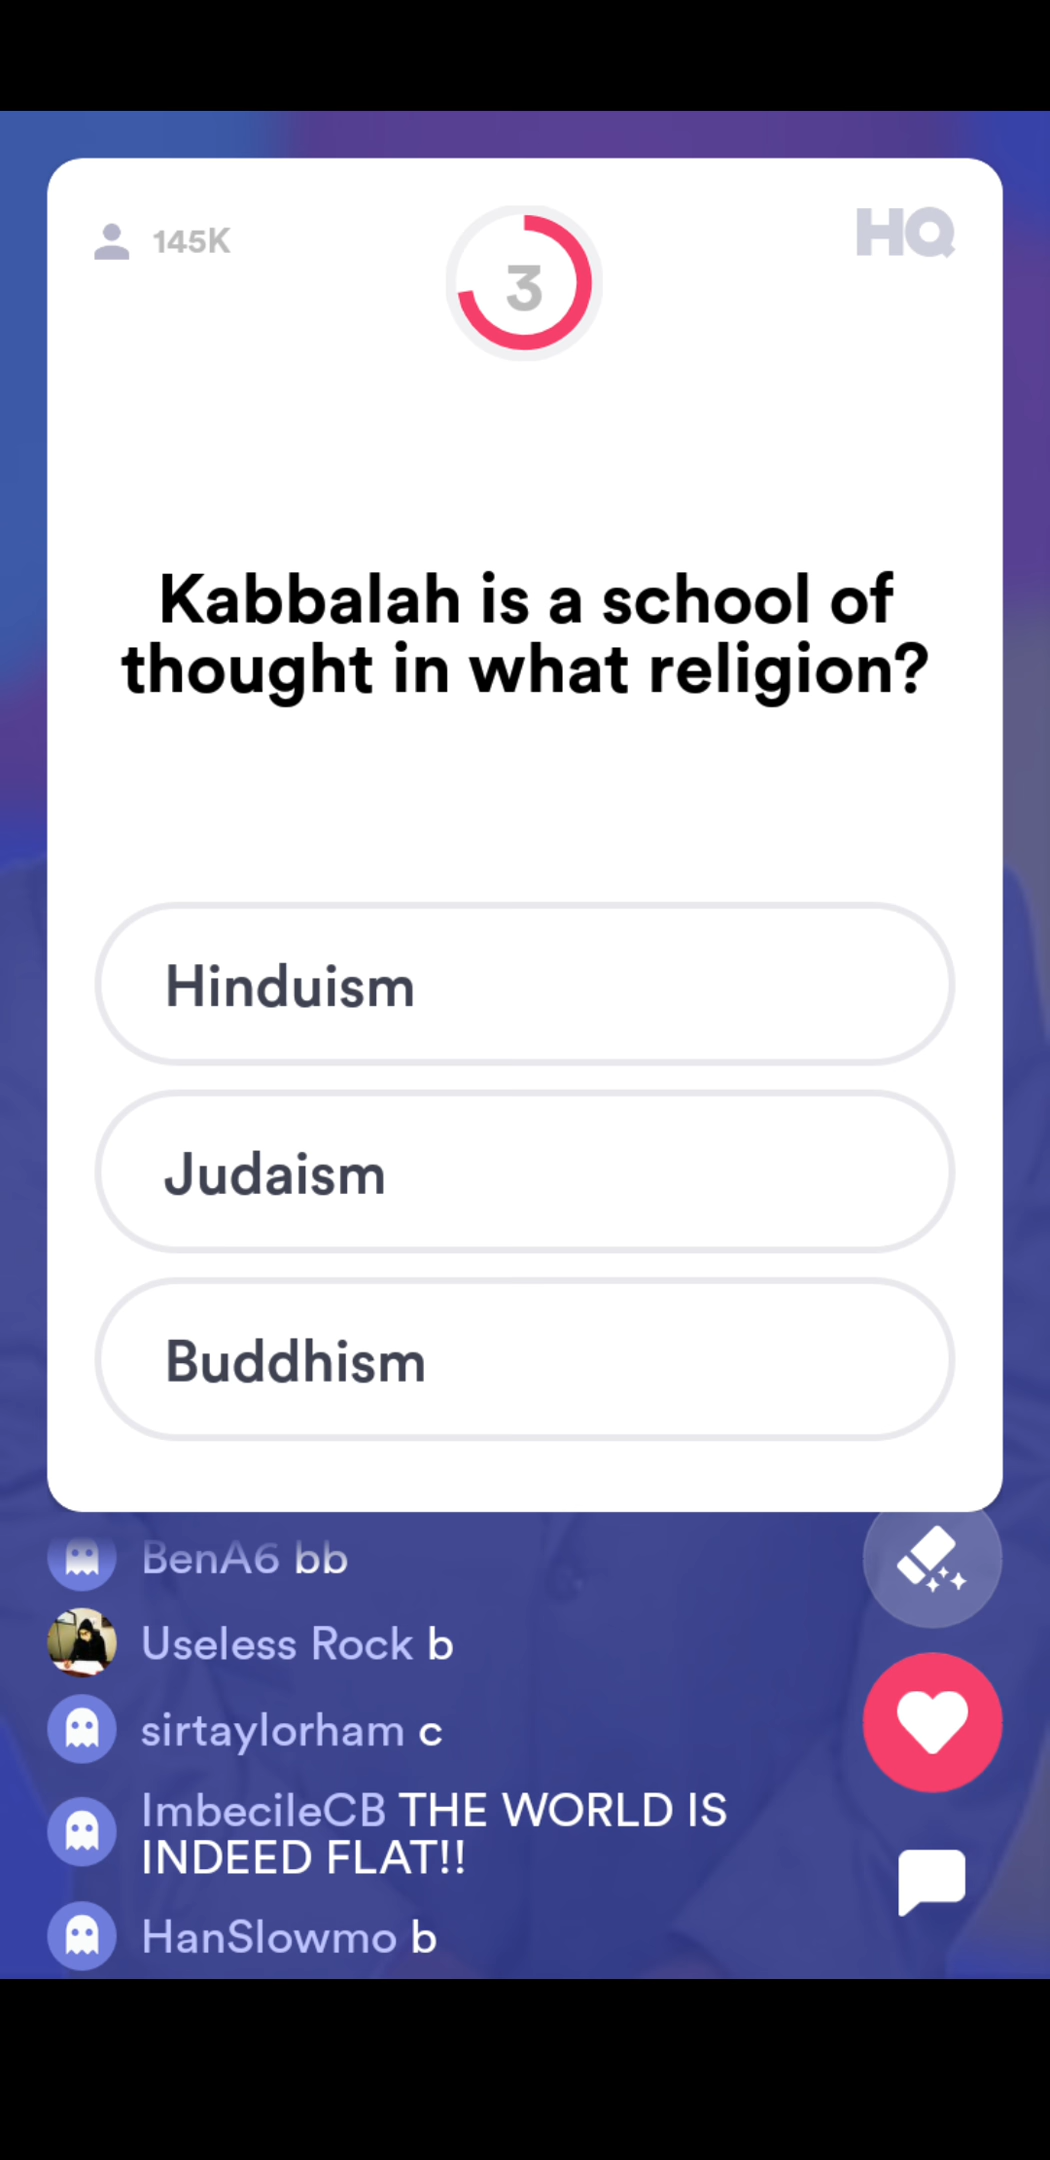 145K
3
HQ
Kabbalah is a school of
thought in what religion?
Hinduism
Judaism
Buddhism
BenA6 bb
Useless Rock b
sirtaylorham c
ImbecileCB THE WORLD IS
INDEED FLAT!!
HanSlowmo b